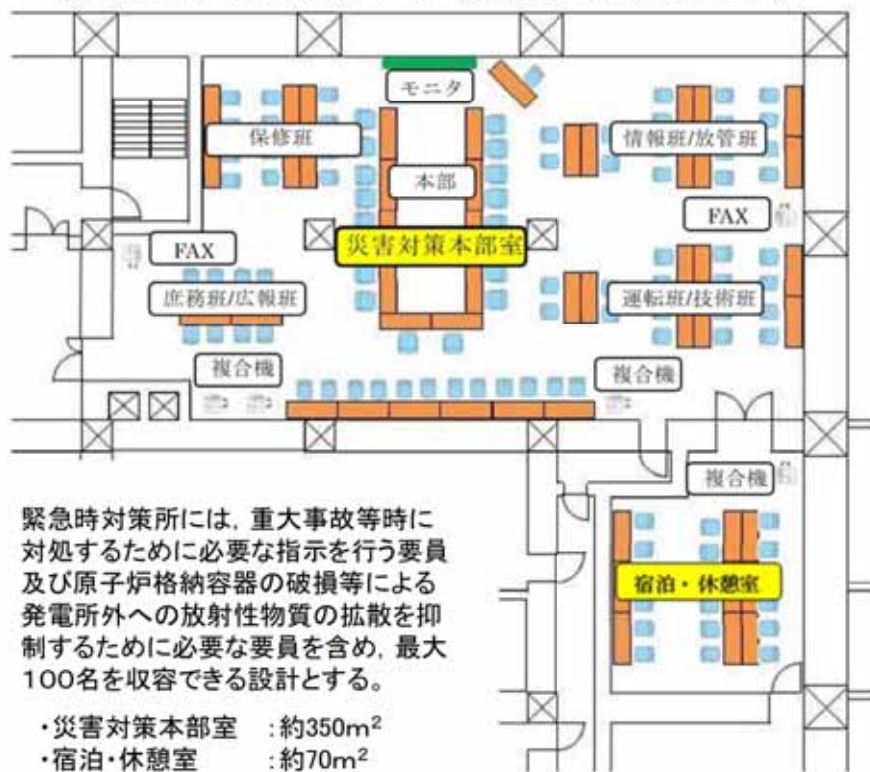 モニタ
保修班
情報班/放管班
本部
FAX
災害対策本部室
FAX
庶務班/広報班
運転班/技術班
複合機
複合機
複合機
宿泊・休憩室
緊急時対策所には，重大事故等時に
対処するために必要な指示を行う要員
及び原子炉格納容器の破損等による
発電所外への放射性物質の拡散を抑
制するために必要な要員を含め，最大
100名を収容できる設計とする。
・災害対策本部室　：約350m²
・宿泊・休憩室　：約70m²